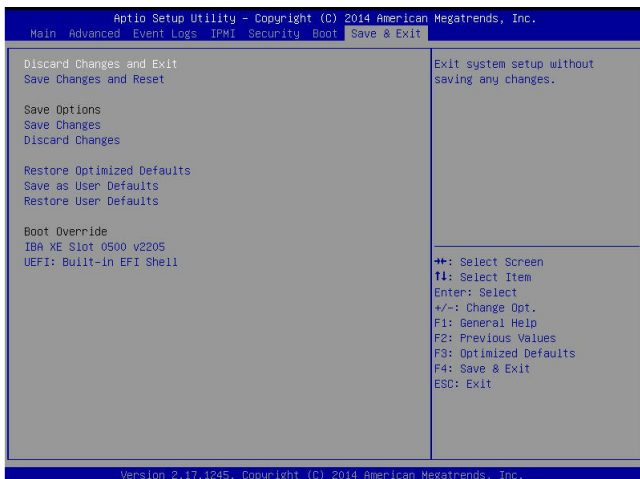 Aptio Setup Utility – Copyright (C) 2014 American Megatrends, Inc.
Main Advanced Event Logs IPMI Security Boot Save & Exit
Discard Changes and Exit
Save Changes and Reset
Save Options
Save Changes
Discard Changes
Restore Optimized Defaults
Save as User Defaults
Restore User Defaults
Boot Override
IBA XE Slot 0500 v2205
UEFI: Built-in EFI Shell
Exit system setup without
saving any changes.
→←: Select Screen
↑↓: Select Item
Enter: Select
+/-: Change Opt.
F1: General Help
F2: Previous Values
F3: Optimized Defaults
F4: Save & Exit
ESC: Exit
Version 2.17.1245. Copyright (C) 2014 American Megatrends, Inc.